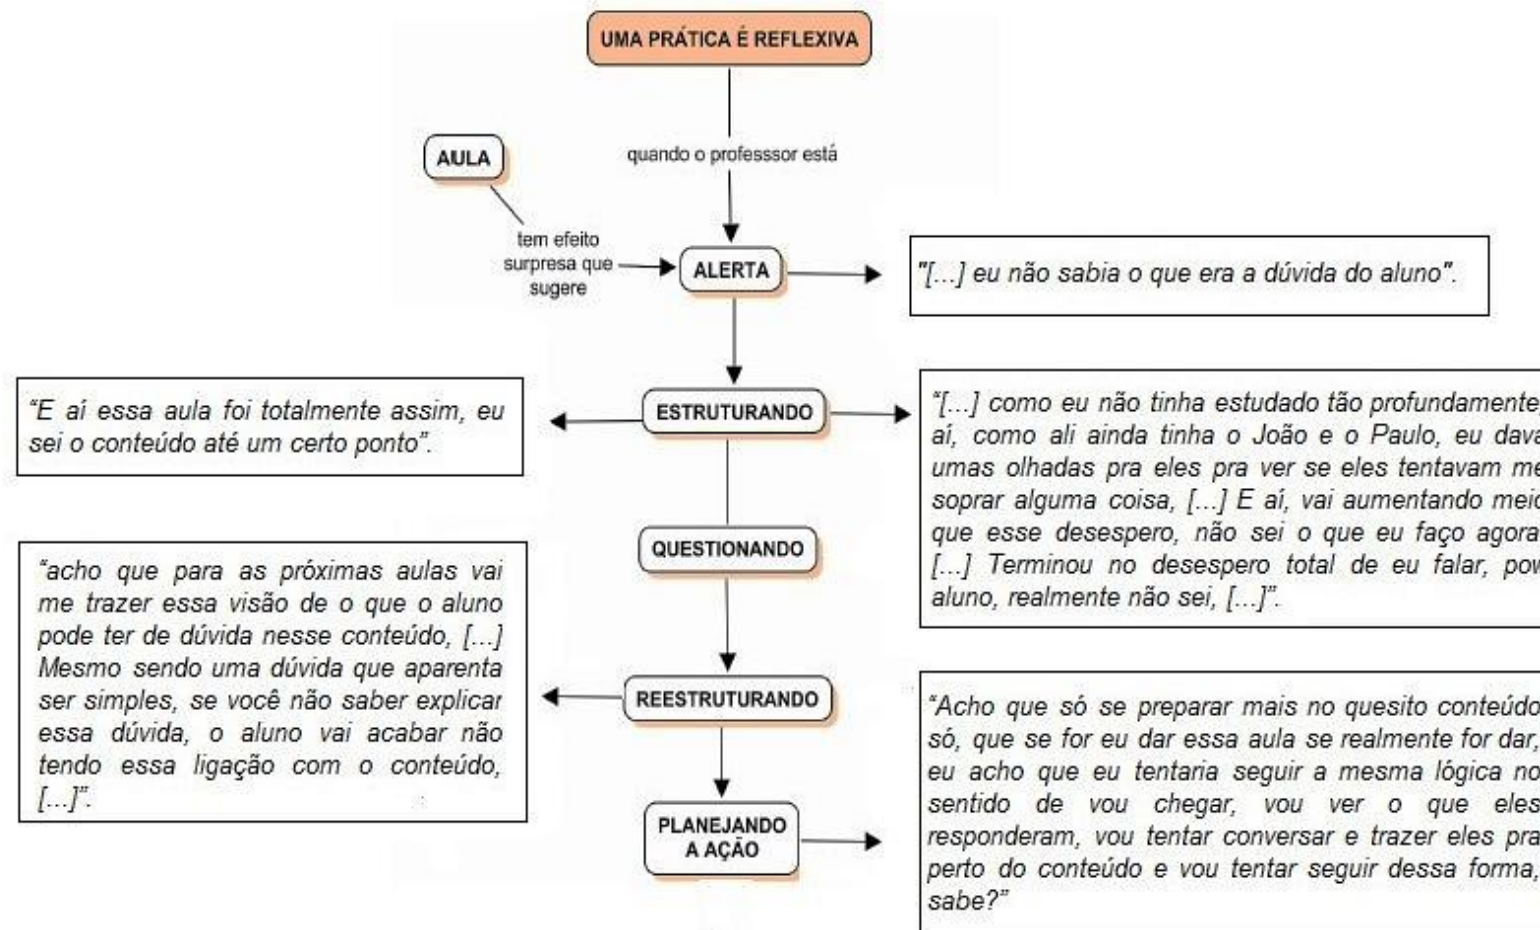 UMA PRÁTICA É REFLEXIVA
quando o professsor está
AULA
tem efeito
surpresa que
sugere
ALERTA
"[...] eu não sabia o que era a dúvida do aluno".
ESTRUTURANDO
“E aí essa aula foi totalmente assim, eu
sei o conteúdo até um certo ponto”.
“[...] como eu não tinha estudado tão profundamente,
aí, como ali ainda tinha o João e o Paulo, eu dava
umas olhadas pra eles pra ver se eles tentavam me
soprar alguma coisa, [...] E aí, vai aumentando meio
que esse desespero, não sei o que eu faço agora
[...] Terminou no desespero total de eu falar, pow
aluno, realmente não sei, [...]”.
QUESTIONANDO
“acho que para as próximas aulas vai
me trazer essa visão de o que o aluno
pode ter de dúvida nesse conteúdo, [...]
Mesmo sendo uma dúvida que aparenta
ser simples, se você não saber explicar
essa dúvida, o aluno vai acabar não
tendo essa ligação com o conteúdo,
[...]”.
REESTRUTURANDO
PLANEJANDO
A AÇÃO
“Acho que só se preparar mais no quesito conteúdo
só, que se for eu dar essa aula se realmente for dar,
eu acho que eu tentaria seguir a mesma lógica no
sentido de vou chegar, vou ver o que eles
responderam, vou tentar conversar e trazer eles pra
perto do conteúdo e vou tentar seguir dessa forma,
sabe?”